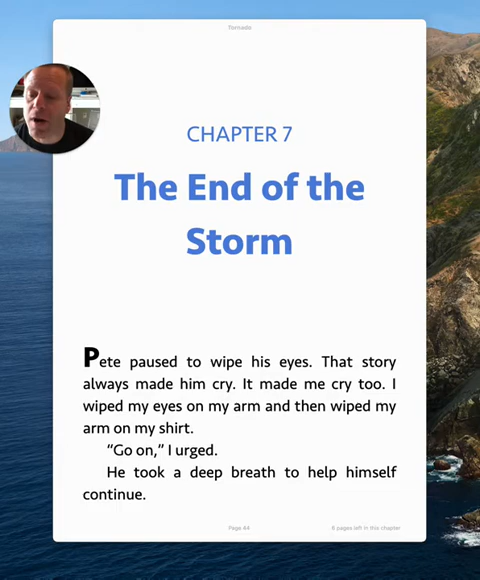 Tornado
CHAPTER 7
The End of the
Storm
Pete paused to wipe his eyes. That story
always made him cry. It made me cry too. I
wiped my eyes on my arm and then wiped my
arm on my shirt.
“Go on,” I urged.
He took a deep breath to help himself
continue.
Page 44
6 pages left in this chapter